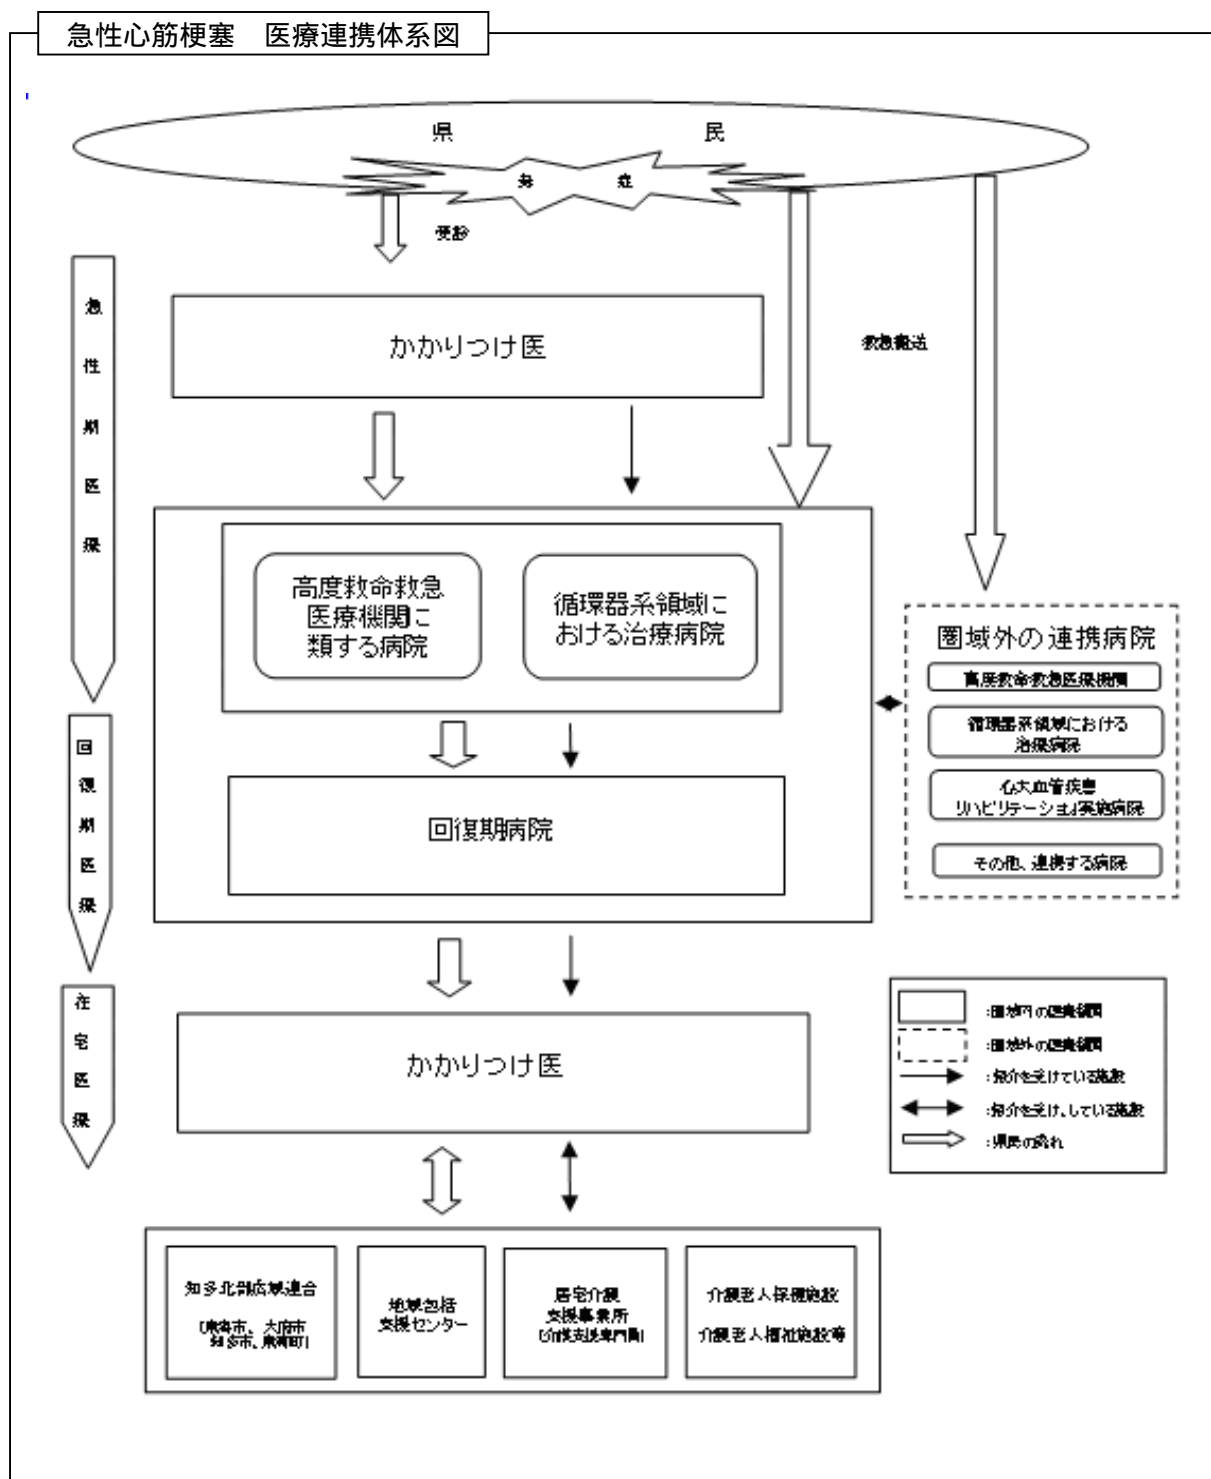 急性心筋梗塞　医療連携体系図
県　民
発　症
受診
救急搬送
急性期医療
かかりつけ医
高度救命救急
医療機関に
類する病院
循環器系領域に
おける治療病院
圏域外の連携病院
高度救命救急医療機関
循環器系領域における
治療病院
心大血管疾患
リハビリテーション実施病院
その他、連携する病院
回復期医療
回復期病院
在宅医療
かかりつけ医
:圏域内の医療機関
:圏域外の医療機関
:紹介を受けている施設
:紹介を受け、している施設
:県民の流れ
知多北部広域連合
(東海市、大府市
知多市、東浦町)
地域包括
支援センター
居宅介護
支援事業所
(介護支援専門員)
介護老人保健施設
介護老人福祉施設等